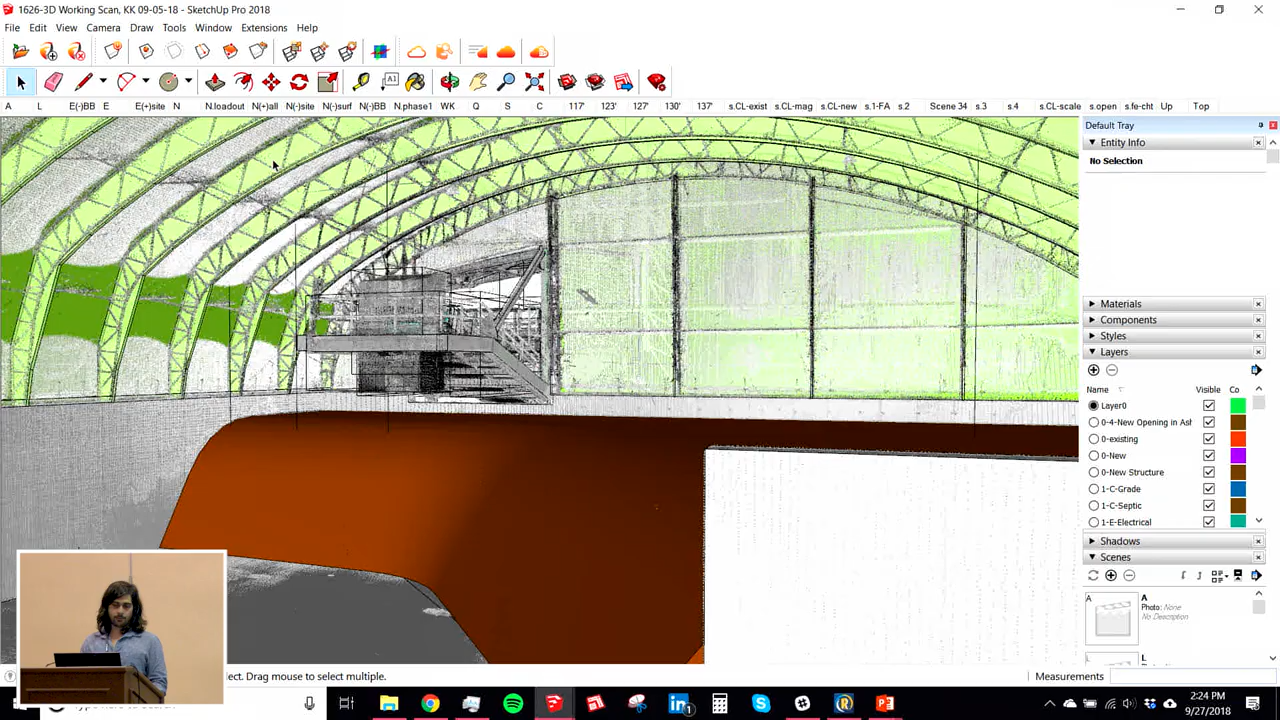 1626-3D Working Scan, KK 09-05-18 - SketchUp Pro 2018
File Edit View Camera Draw Tools Window Extensions Help
A L E(-)BB E(+)site N N.loadout N(+)all N(-)site N(-)surf N(-)BB N.phase1 WK Q S C 117' 123' 127' 130' 137' s.CL-exist s.CL-mag s.CL-new s.1-FA s.2 Scene 34 s.3 s.4 s.CL-scale s.open s.fe-cht Up Top
Default Tray
Entity Info
No Selection
Materials
Components
Styles
Layers
Name Visible Co
Layer0
0-4-New Opening in Ast
0-existing
0-New
0-New Structure
1-C-Grade
1-C-Septic
1-E-Electrical
Shadows
Scenes
A A
Photo: None
No Description
L
lect. Drag mouse to select multiple.
Measurements
2:24 PM
9/27/2018